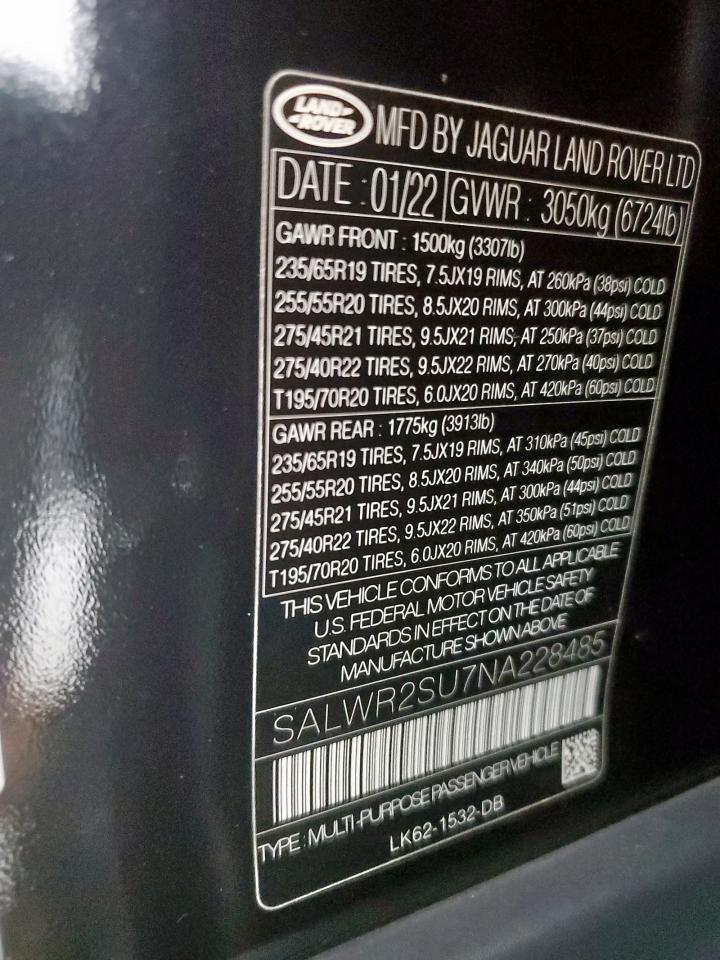 LAND
ROVER
MFD BY JAGUAR LAND ROVER LTD
DATE : 01/22 GVWR : 3050kg (6724lb)
GAWR FRONT : 1500kg (3307lb)
235/65R19 TIRES, 7.5JX19 RIMS, AT 260kPa (38psi) COLD
255/55R20 TIRES, 8.5JX20 RIMS, AT 300kPa (44psi) COLD
275/45R21 TIRES, 9.5JX21 RIMS, AT 250kPa (37psi) COLD
275/40R22 TIRES, 9.5JX22 RIMS, AT 270kPa (40psi) COLD
T195/70R20 TIRES, 6.0JX20 RIMS, AT 420kPa (60psi) COLD
GAWR REAR : 1775kg (3913lb)
235/65R19 TIRES, 7.5JX19 RIMS, AT 310kPa (45psi) COLD
255/55R20 TIRES, 8.5JX20 RIMS, AT 340kPa (50psi) COLD
275/45R21 TIRES, 9.5JX21 RIMS, AT 300kPa (44psi) COLD
275/40R22 TIRES, 9.5JX22 RIMS, AT 350kPa (51psi) COLD
T195/70R20 TIRES, 6.0JX20 RIMS, AT 420kPa (60psi) COLD
THIS VEHICLE CONFORMS TO ALL APPLICABLE
U.S. FEDERAL MOTOR VEHICLE SAFETY
STANDARDS IN EFFECT ON THE DATE OF
MANUFACTURE SHOWN ABOVE
SALWR2SU7NA228485
TYPE : MULTI-PURPOSE PASSENGER VEHICLE
LK62-1532-DB